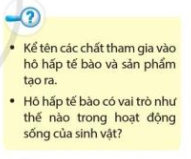 ?
• Kể tên các chất tham gia vào
hô hấp tế bào và sản phẩm
tạo ra.
• Hô hấp tế bào có vai trò như
thế nào trong hoạt động
sống của sinh vật?